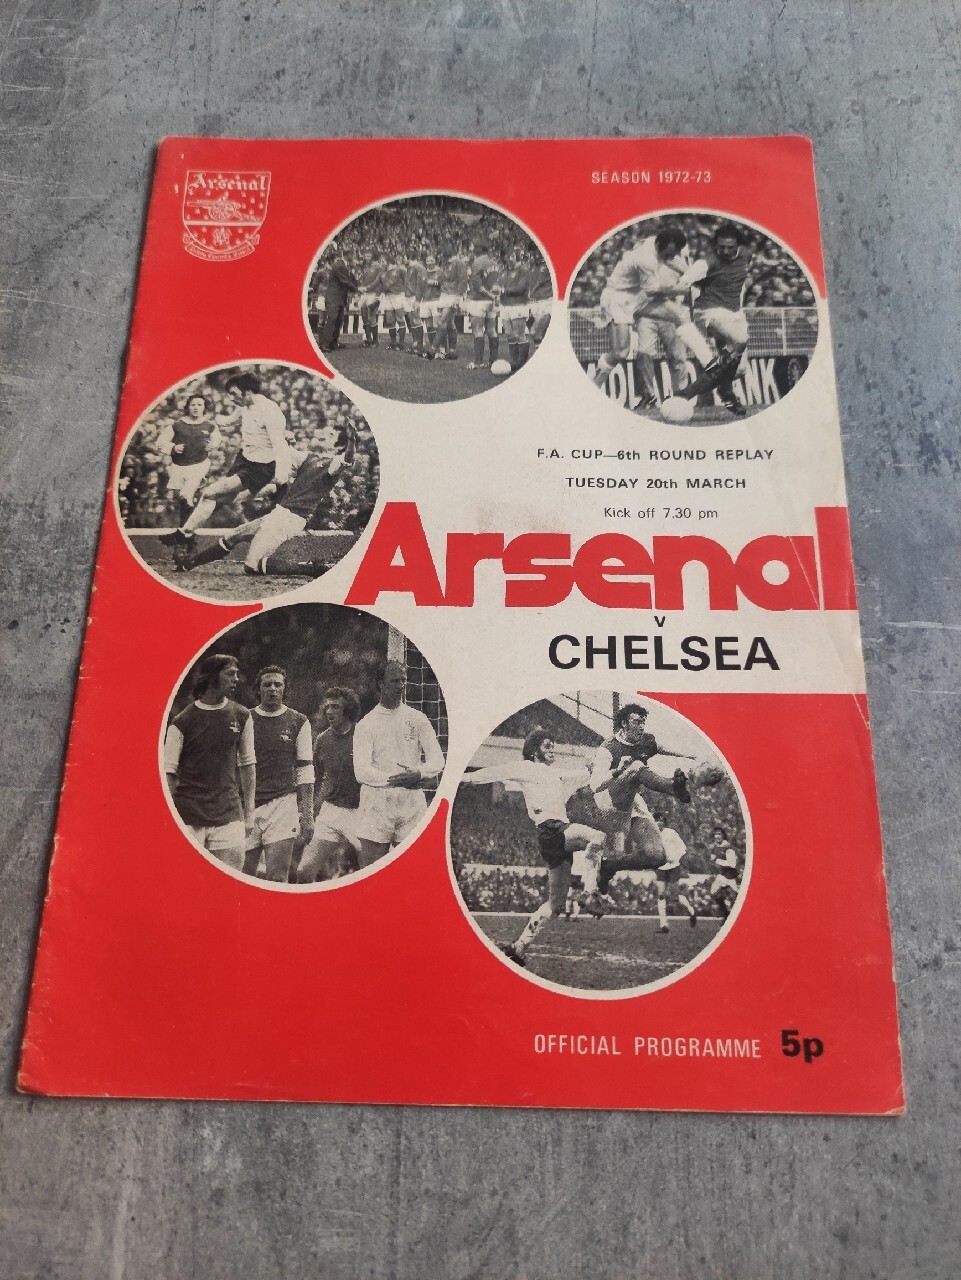 Arsenal
SEASON 1972-73
F.A. CUP—6th ROUND REPLAY
TUESDAY 20th MARCH
Kick off 7.30 pm
Arsenal
v
CHELSEA
OFFICIAL PROGRAMME 5p